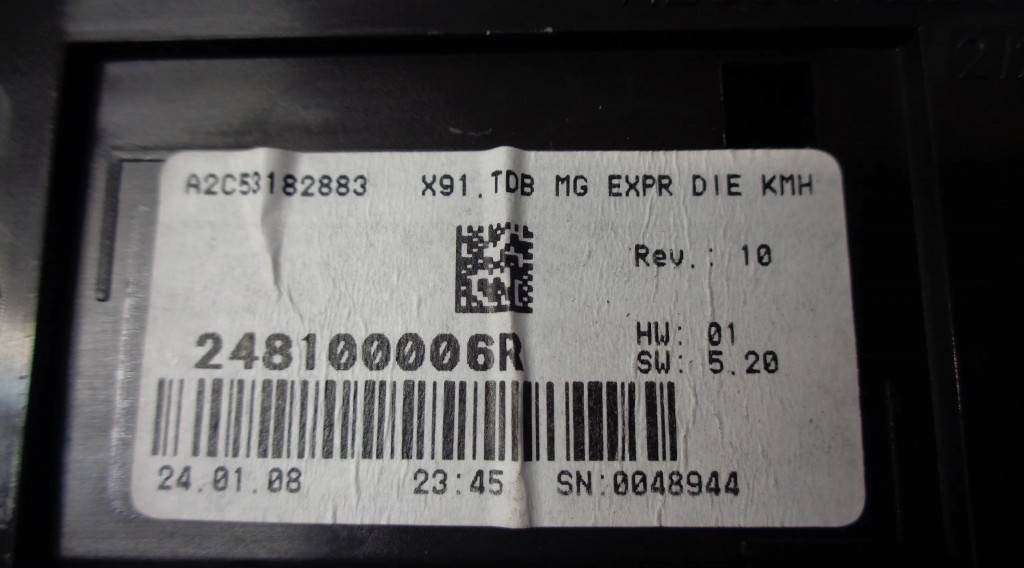 A2C53182883 X91.TDB MG EXPR DIE KMH
Rev.: 10
248100006R
HW: 01
SW: 5.20
24.01.08 23:45 SN:0048944